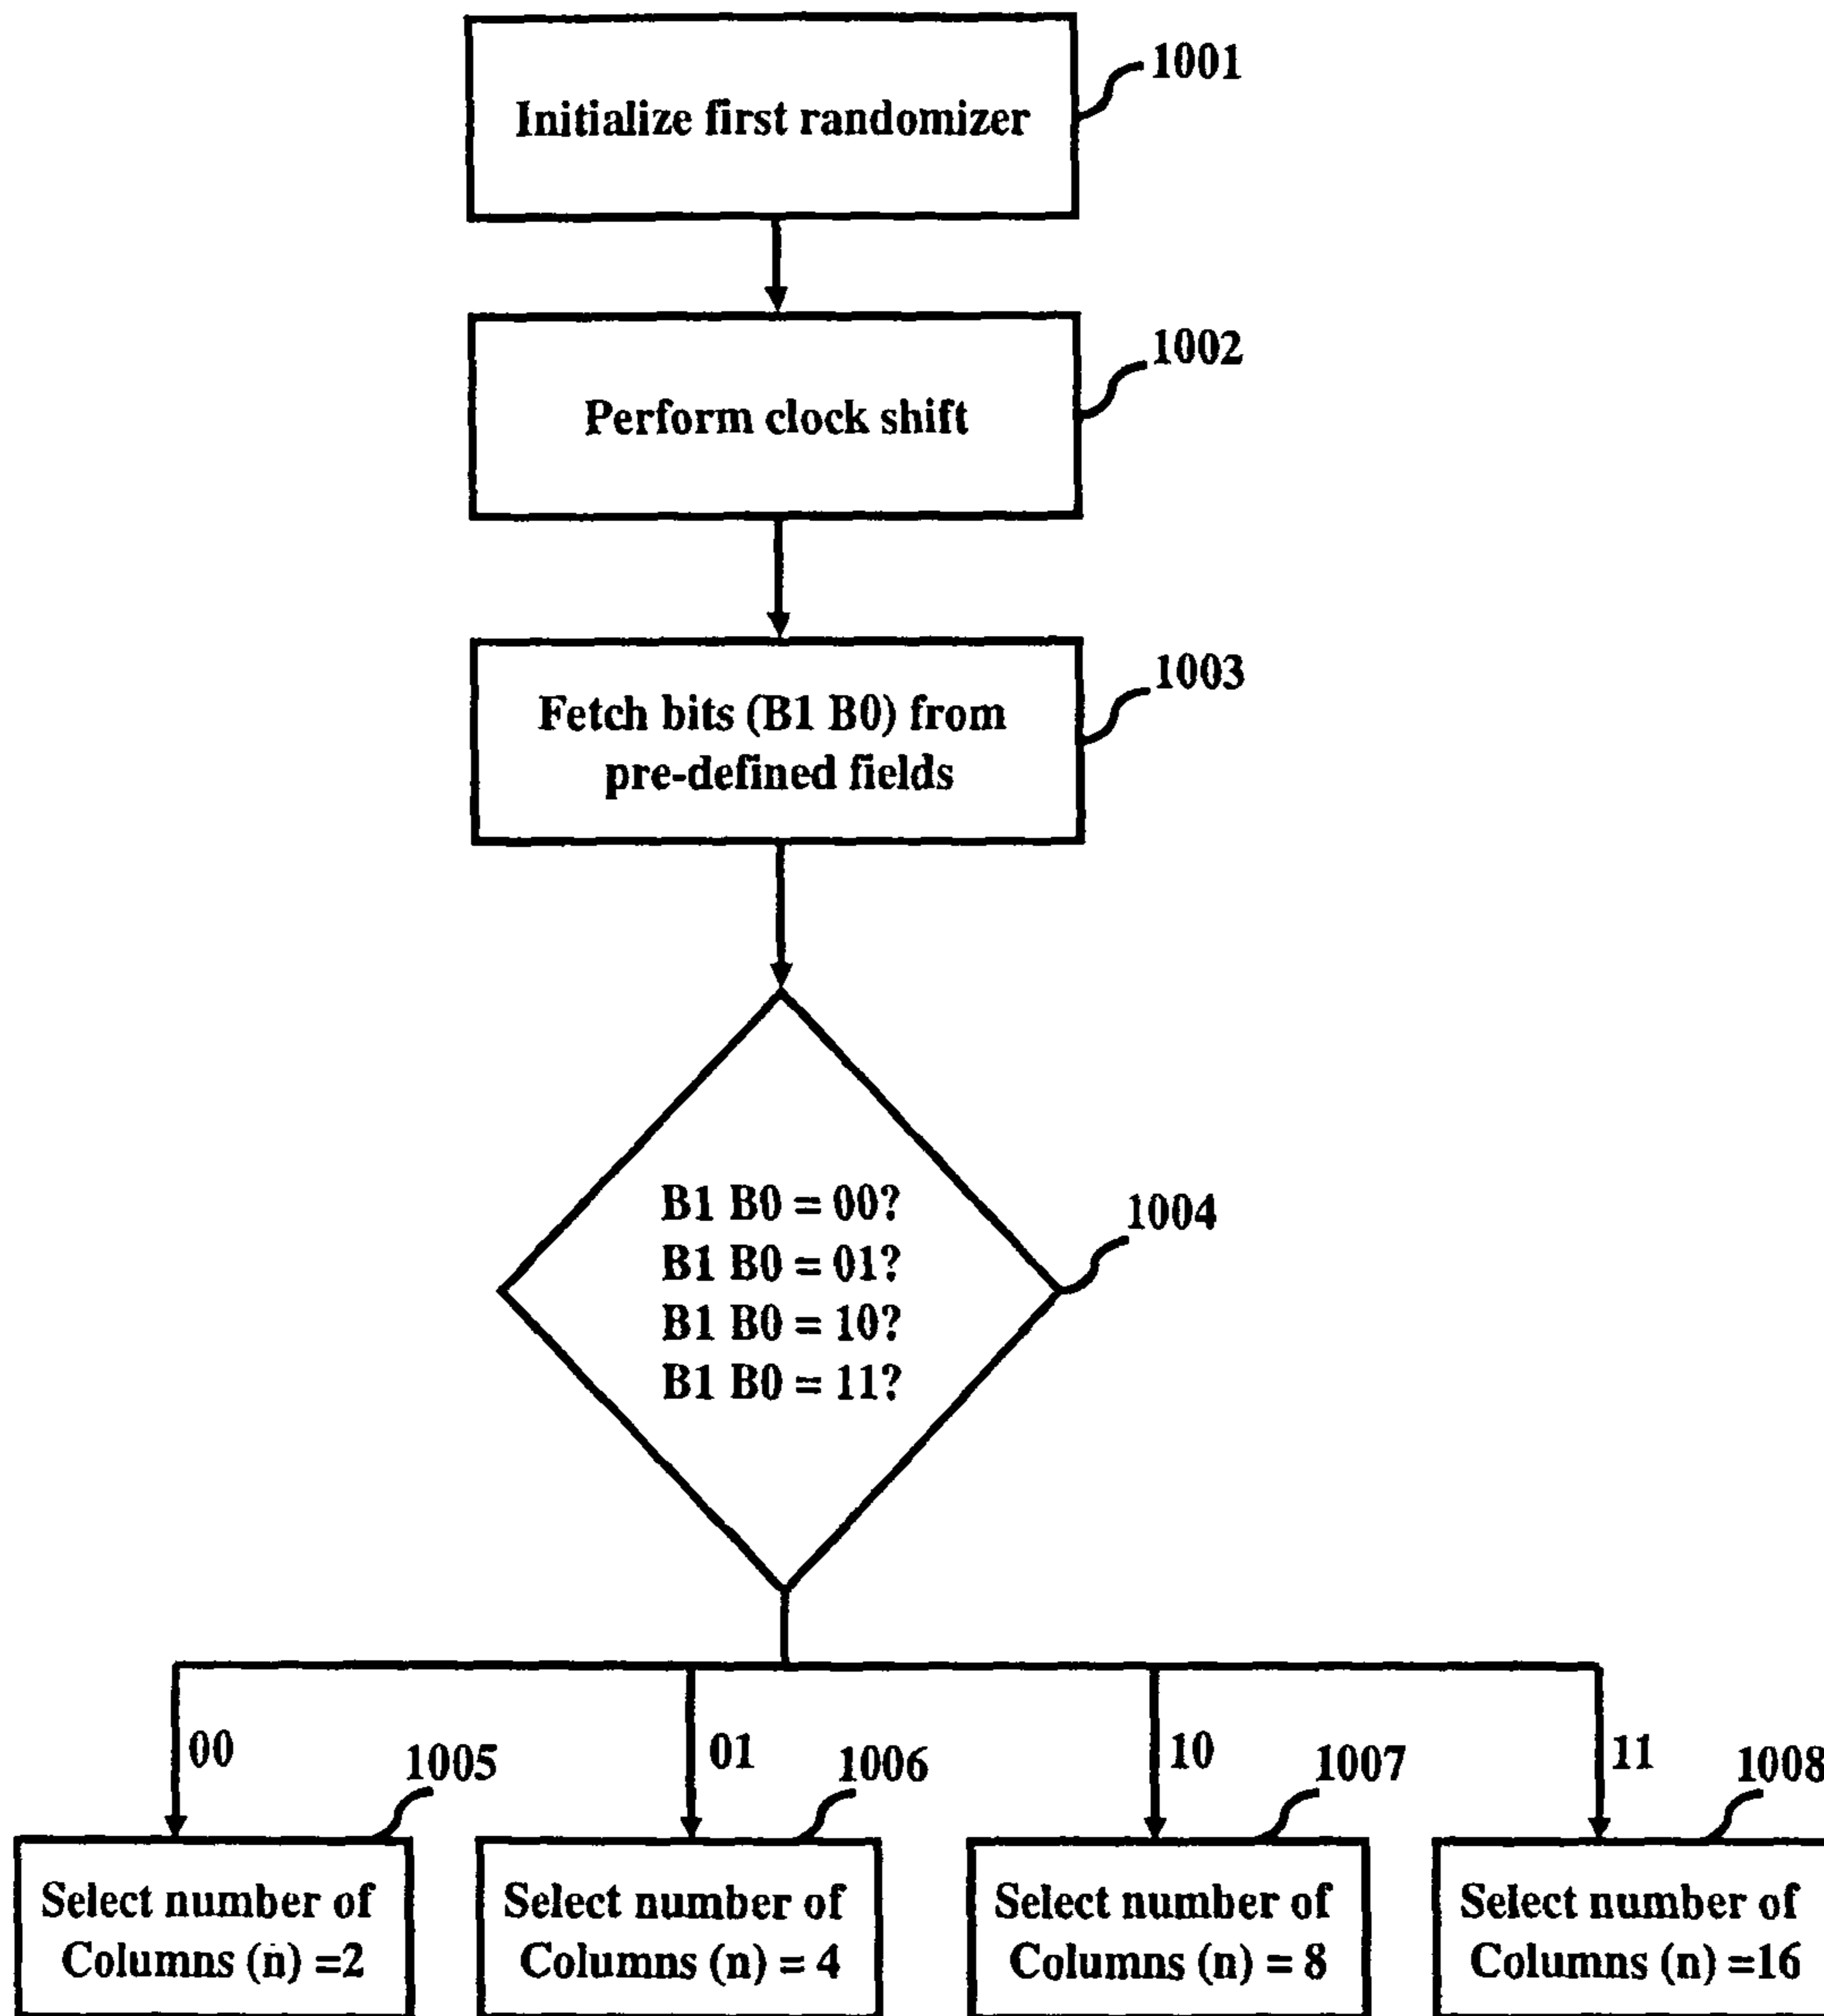 1001
Initialize first randomizer
1002
Perform clock shift
1003
Fetch bits (B1 B0) from
pre-defined fields
1004
B1 B0 = 00?
B1 B0 = 01?
B1 B0 = 10?
B1 B0 = 11?
00
01
10
11
1005
1006
1007
1008
Select number of
Columns (n) =2
Select number of
Columns (n) = 4
Select number of
Columns (n) = 8
Select number of
Columns (n) =16